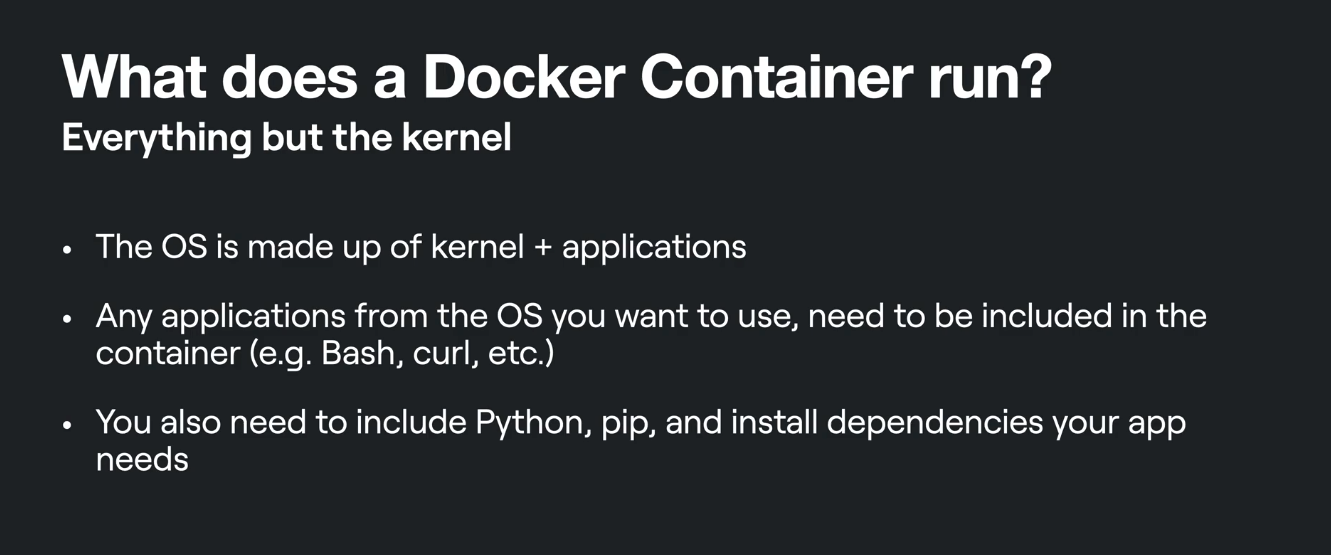 What does a Docker Container run?
Everything but the kernel
• The OS is made up of kernel + applications
• Any applications from the OS you want to use, need to be included in the
container (e.g. Bash, curl, etc.)
• You also need to include Python, pip, and install dependencies your app
needs